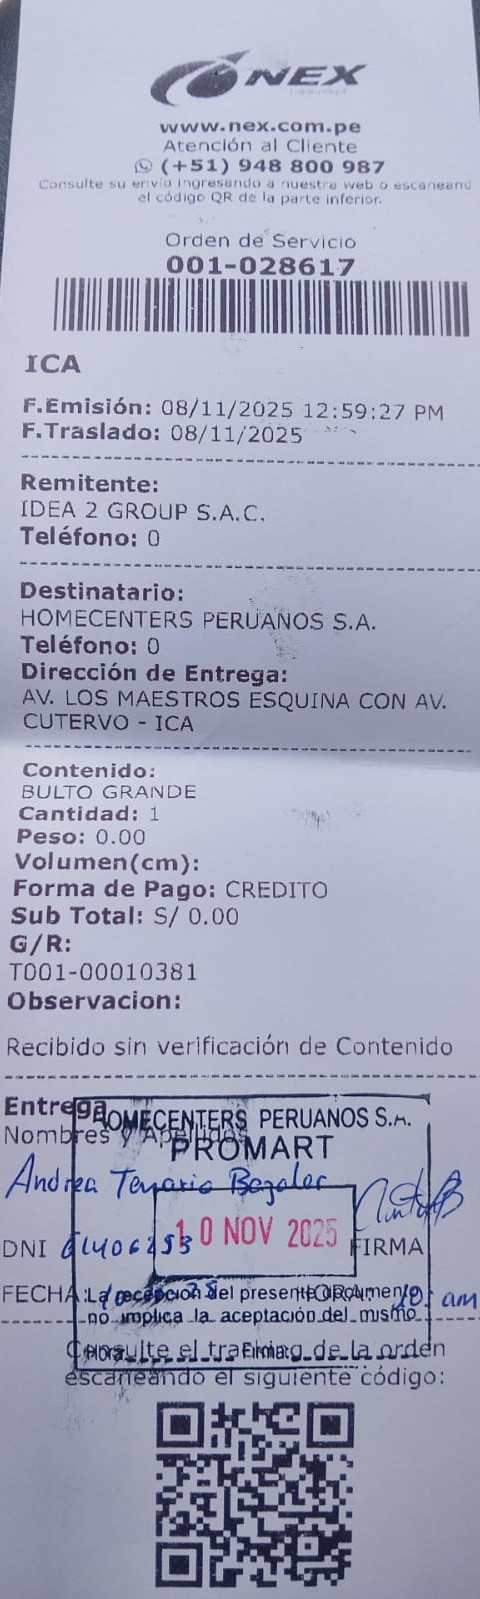 NEX
www.nex.com.pe
Atención al Cliente
(+51) 948 800 987
Consulte su envío ingresando a nuestra web o escaneand
el código QR de la parte inferior.
Orden de Servicio
001-028617
ICA
F.Emisión: 08/11/2025 12:59:27 PM
F.Traslado: 08/11/2025
Remitente:
IDEA 2 GROUP S.A.C.
Teléfono: 0
Destinatario:
HOMECENTERS PERUANOS S.A.
Teléfono: 0
Dirección de Entrega:
AV. LOS MAESTROS ESQUINA CON AV.
CUTERVO - ICA
Contenido:
BULTO GRANDE
Cantidad: 1
Peso: 0.00
Volumen(cm):
Forma de Pago: CREDITO
Sub Total: S/ 0.00
G/R:
T001-00010381
Observacion:
Recibido sin verificación de Contenido
Entrega
HOMECENTERS PERUANOS S.A.
Nombres y Apellidos
PROMART
Andrea
10 NOV 2025
DNI
FIRMA
FECHA: HORA: am
La recepción del presente documento
no implica la aceptación del mismo
Hora: Firma:
Consulte el tracking de la orden
escaneando el siguiente código: